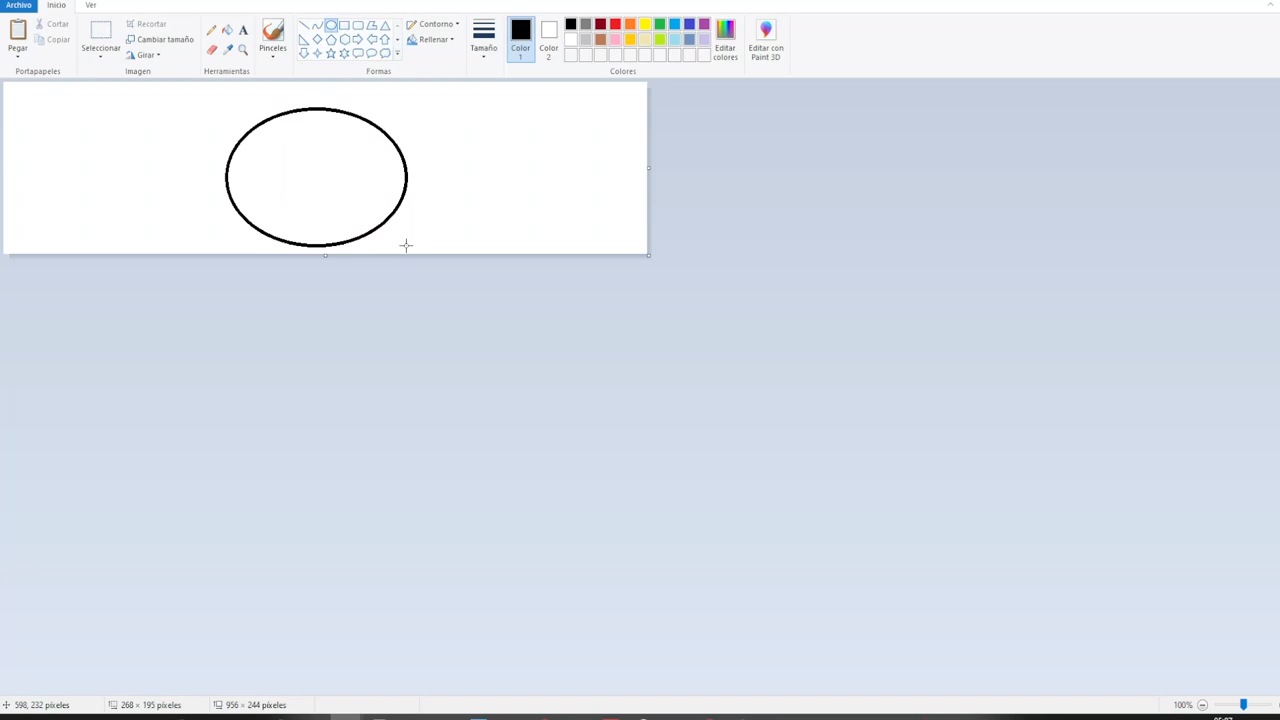 Archivo Inicio Ver
Pegar
Cortar
Copiar
Portapapeles
Seleccionar
Recortar
Cambiar tamaño
Girar
Imagen
A
Herramientas
Pinceles
Contorno
Rellenar
Formas
Tamaño
Color
1
Color
2
Editar
colores
Colores
Editar con
Paint 3D
598, 232 píxeles 268 × 195 píxeles 956 × 244 píxeles 100%